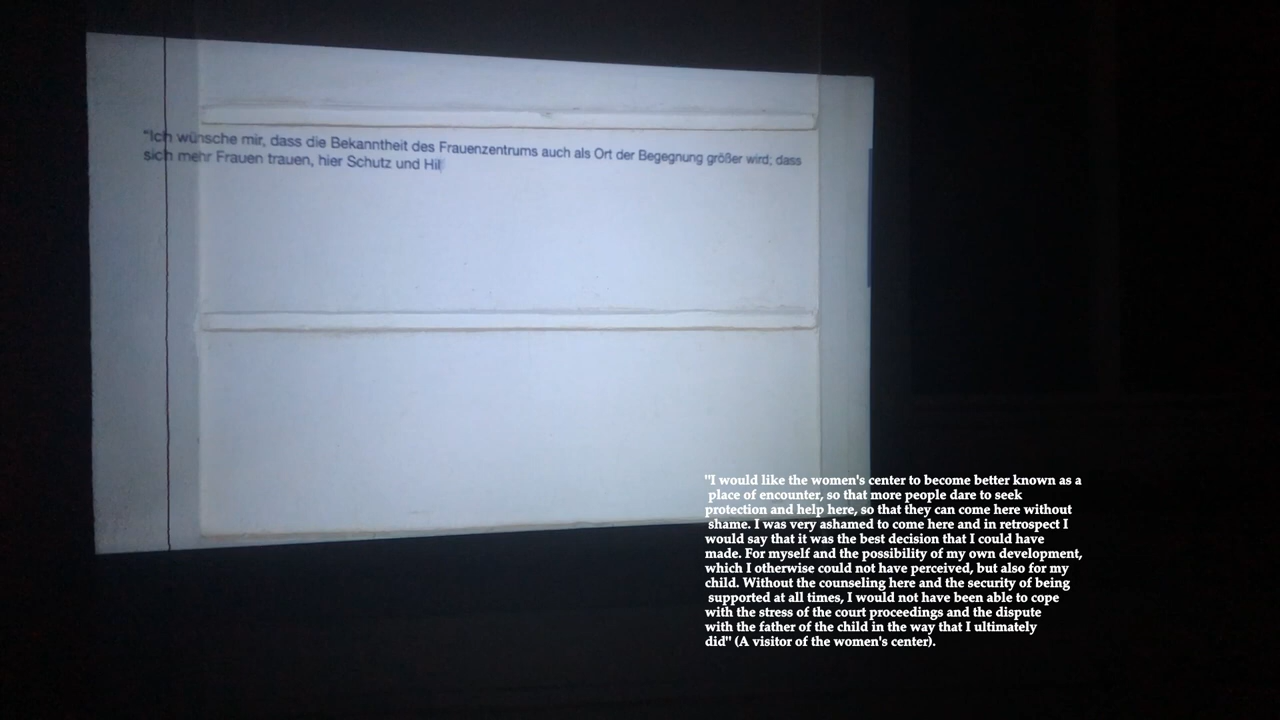 "Ich wünsche mir, dass die Bekanntheit des Frauenzentrums auch als Ort der Begegnung größer wird; dass
sich mehr Frauen trauen, hier Schutz und Hil
"I would like the women's center to become better known as a
place of encounter, so that more people dare to seek
protection and help here, so that they can come here without
shame. I was very ashamed to come here and in retrospect I
would say that it was the best decision that I could have
made. For myself and the possibility of my own development,
which I otherwise could not have perceived, but also for my
child. Without the counseling here and the security of being
supported at all times, I would not have been able to cope
with the stress of the court proceedings and the dispute
with the father of the child in the way that I ultimately
did" (A visitor of the women's center).